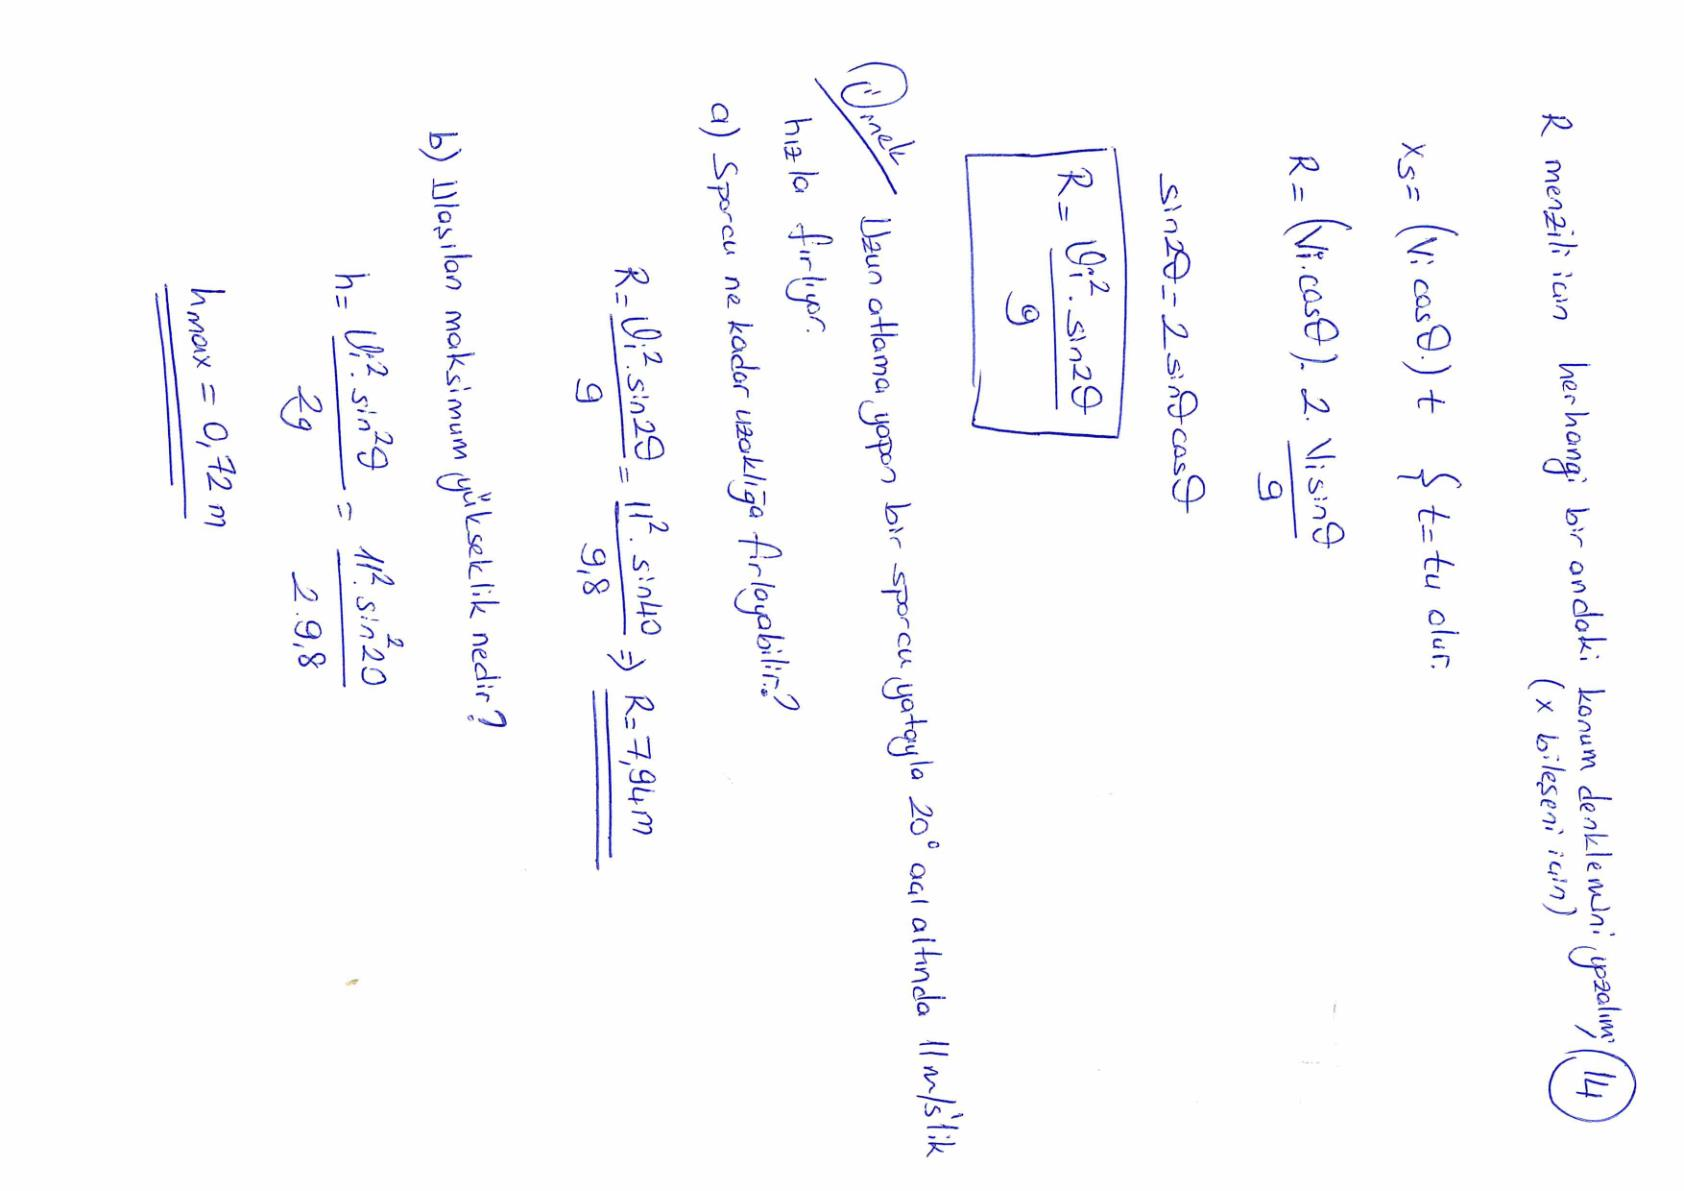 14
R menzili için herhangi bir andaki konum denklemini yazalım;
(x bileşeni için)
xs = (Vi cosθ.) t { t = tu olur.
R = (Vi.cosθ). 2. Vi sinθ / g
sin2θ = 2 sinθ cosθ
R = Vi². sin2θ / g
Örnek Uzun atlama yapan bir sporcu yatayla 20° açı altında 11 m/s'lik
hızla fırlıyor.
a) Sporcu ne kadar uzaklığa fırlayabilir.?
R = Vi². sin2θ / g = 11². sin40 / 9,8 => R = 7,94 m
b) Ulaşılan maksimum yükseklik nedir?
h = Vi². sin²θ / 2g = 11². sin²20 / 2.9,8
hmax = 0,72 m